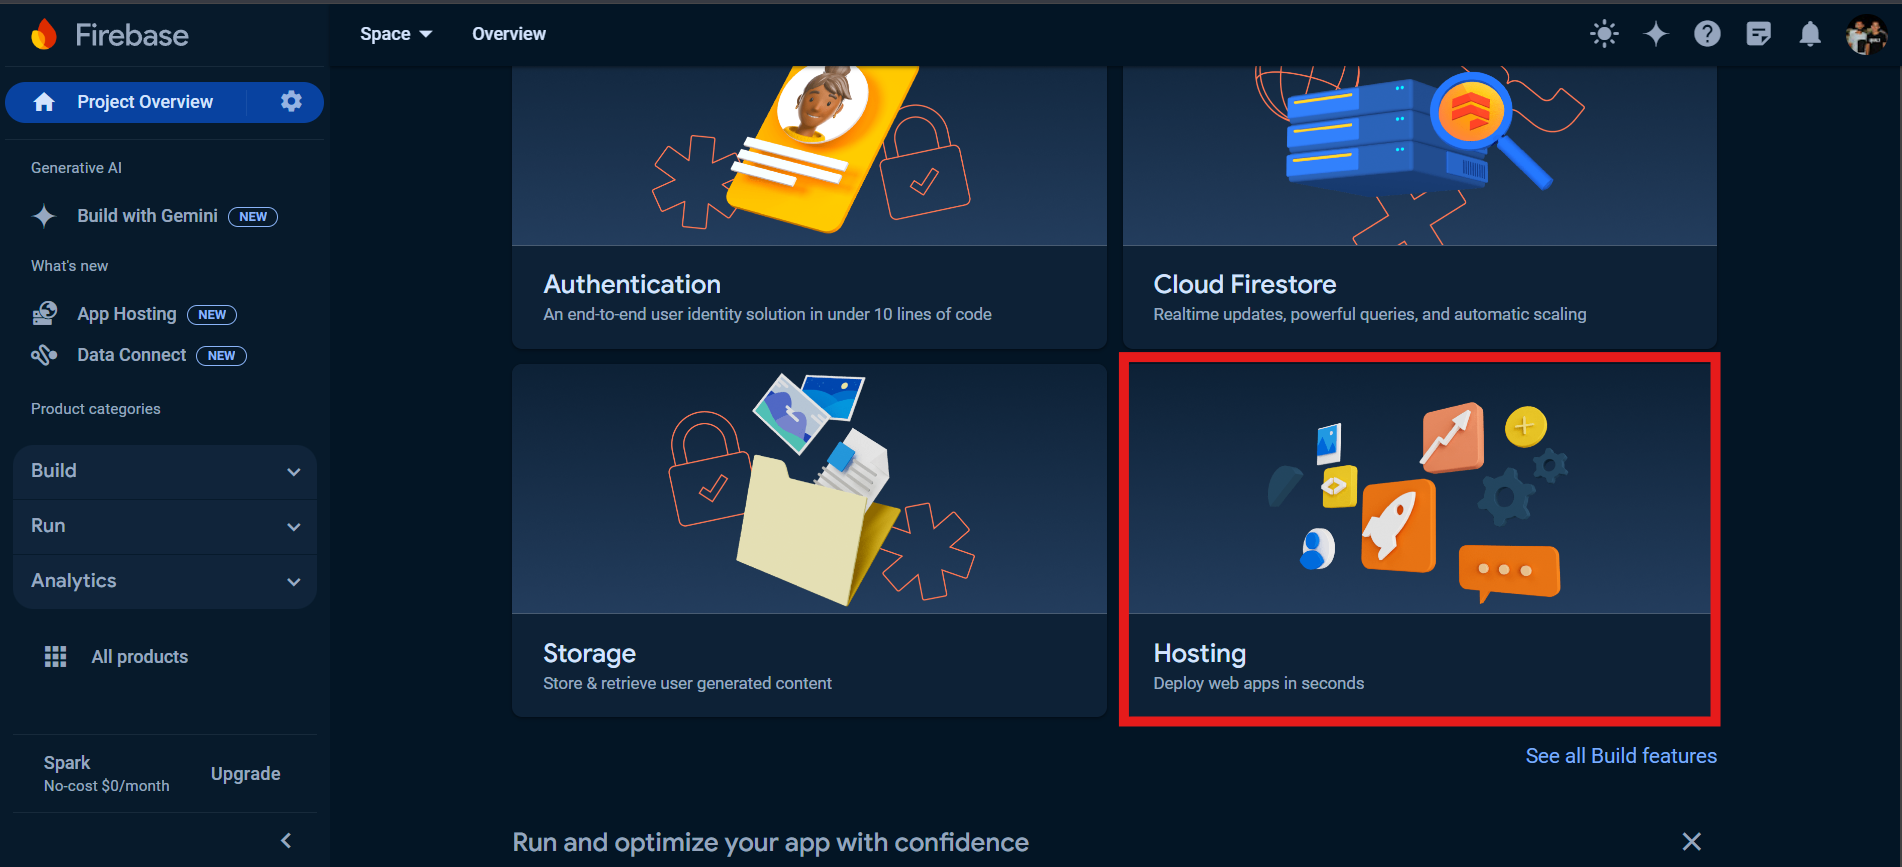 Firebase
Space
Overview
Project Overview
Generative AI
Build with Gemini NEW
What's new
App Hosting NEW
Data Connect NEW
Product categories
Build
Run
Analytics
All products
Spark
No-cost $0/month
Upgrade
Authentication
An end-to-end user identity solution in under 10 lines of code
Cloud Firestore
Realtime updates, powerful queries, and automatic scaling
Storage
Store & retrieve user generated content
Hosting
Deploy web apps in seconds
See all Build features
Run and optimize your app with confidence